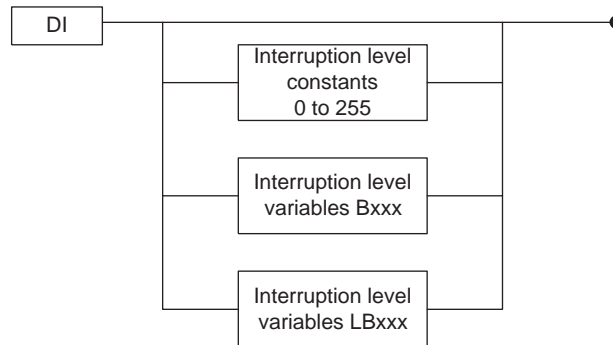 DI
Interruption level
constants
0 to 255
Interruption level
variables Bxxx
Interruption level
variables LBxxx